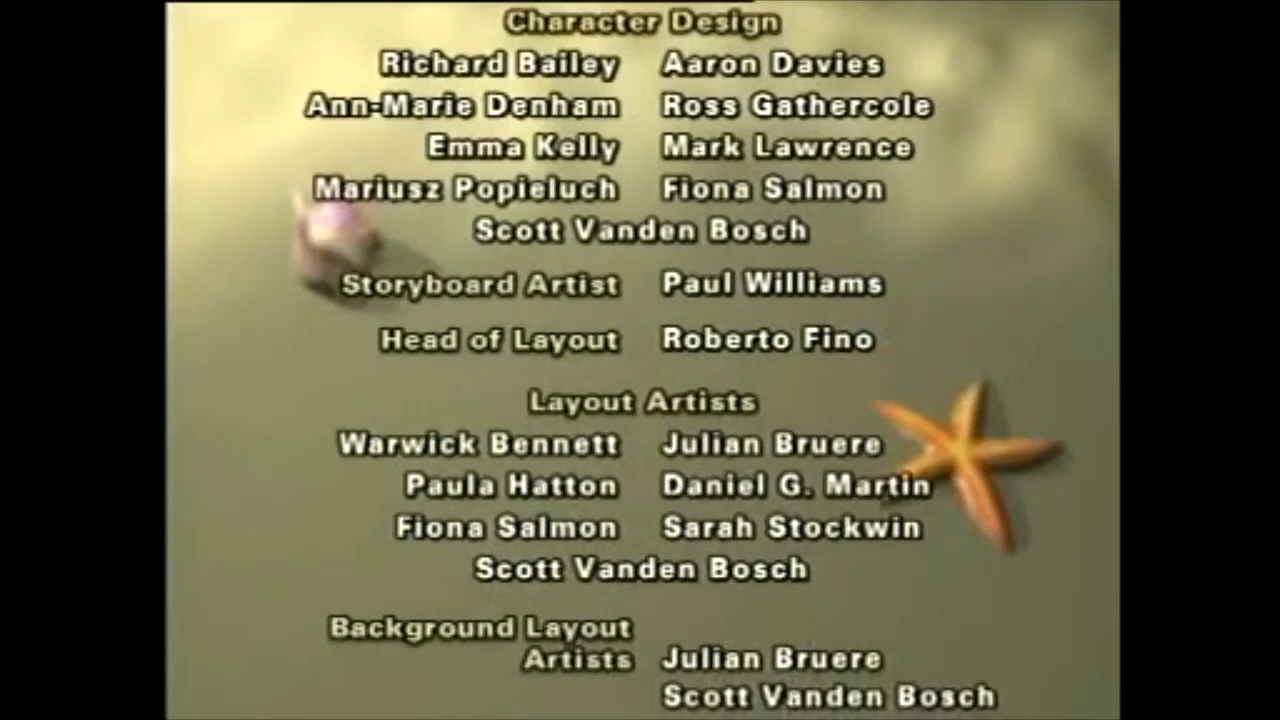 Character Design
Richard Bailey Aaron Davies
Ann-Marie Denham Ross Gathercole
Emma Kelly Mark Lawrence
Mariusz Popieluch Fiona Salmon
Scott Vanden Bosch
Storyboard Artist Paul Williams
Head of Layout Roberto Fino
Layout Artists
Warwick Bennett Julian Bruere
Paula Hatton Daniel G. Martin
Fiona Salmon Sarah Stockwin
Scott Vanden Bosch
Background Layout
Artists Julian Bruere
Scott Vanden Bosch